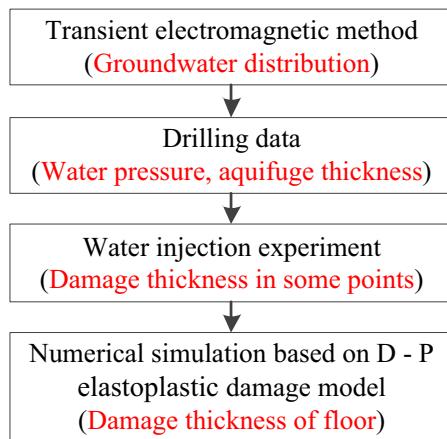 Transient electromagnetic method
(Groundwater distribution)
Drilling data
(Water pressure, aquifuge thickness)
Water injection experiment
(Damage thickness in some points)
Numerical simulation based on D - P
elastoplastic damage model
(Damage thickness of floor)